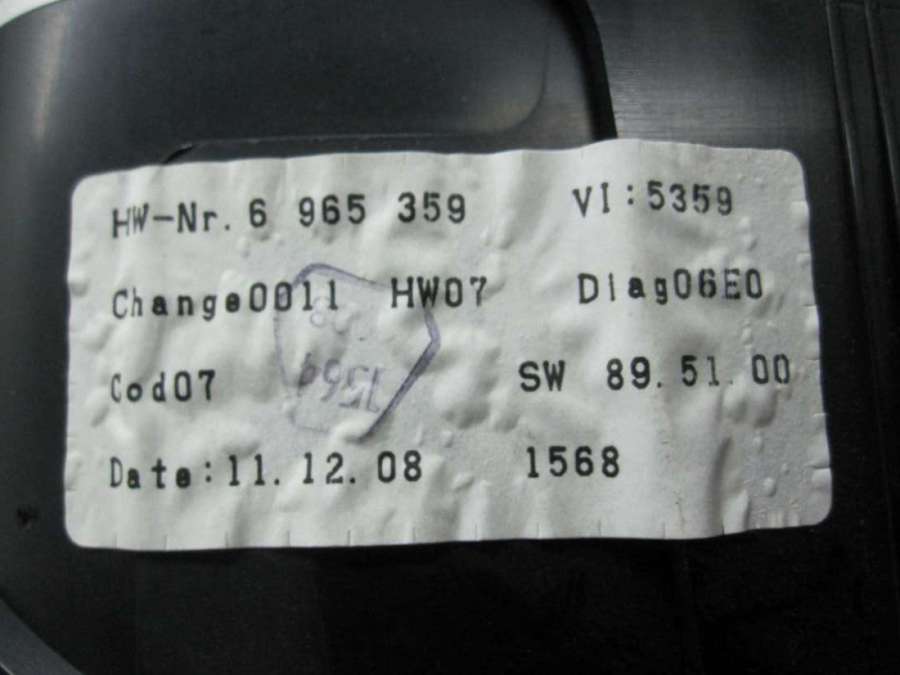 HW-Nr. 6 965 359 VI:5359
Change0011 HW07 Diag06E0
Cod07 SW 89.51.00
Date:11.12.08 1568
1564